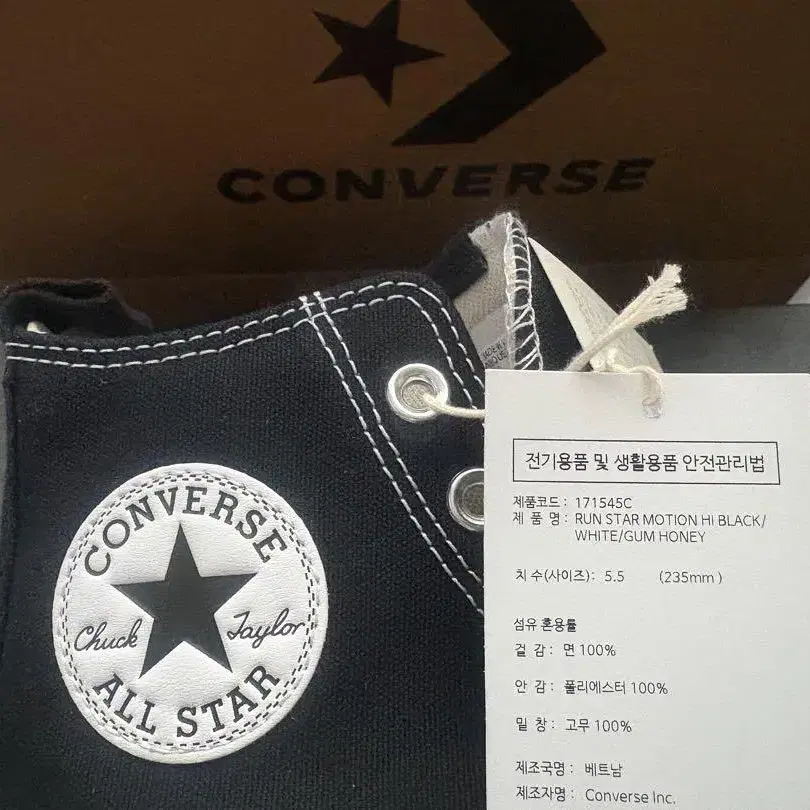 CONVERSE
CONVERSE
Chuck Taylor
ALL STAR
전기용품 및 생활용품 안전관리법
제품코드 : 171545C
제 품 명 : RUN STAR MOTION HI BLACK/
WHITE/GUM HONEY
치 수(사이즈) : 5.5 (235mm)
섬유 혼용률
겉 감 : 면 100%
안 감 : 폴리에스터 100%
밑 창 : 고무 100%
제조국명 : 베트남
제조자명 : Converse Inc.